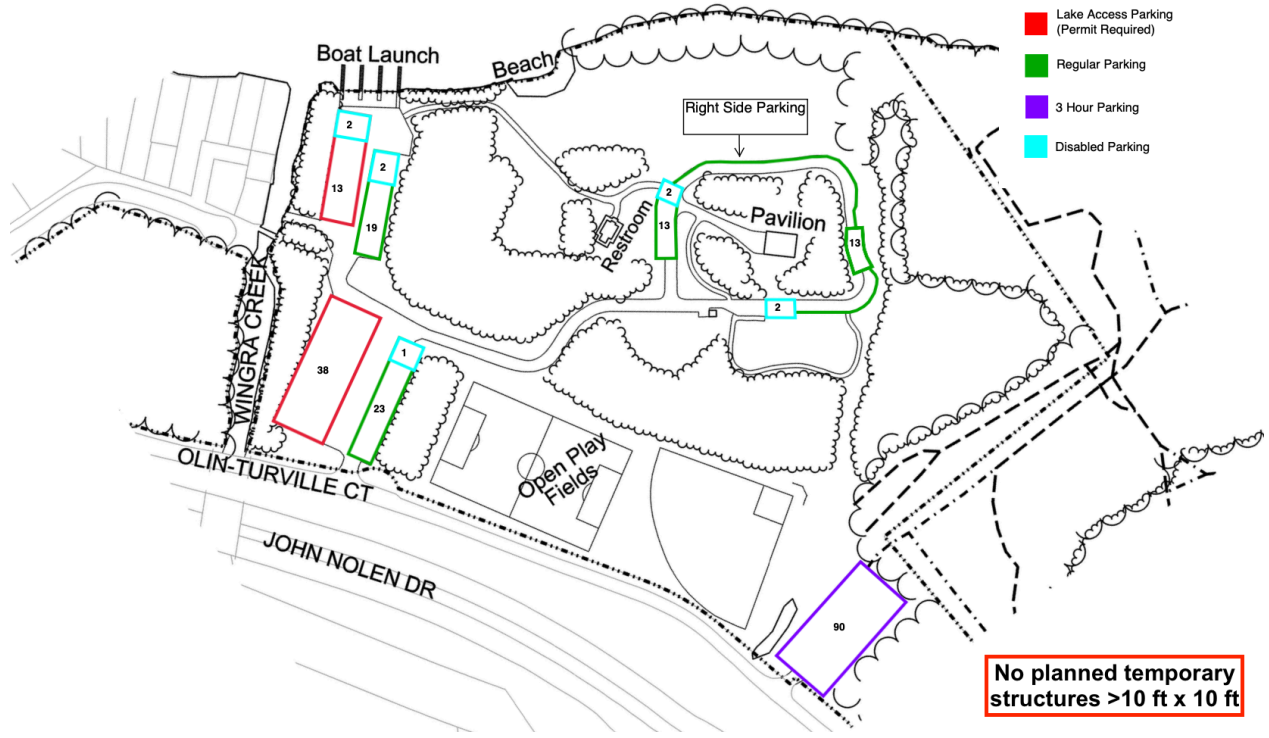 Lake Access Parking
(Permit Required)
Regular Parking
3 Hour Parking
Disabled Parking
Boat Launch
Beach
Right Side Parking
2
2
13
19
2
13
Restroom
Pavilion
13
2
WINGRA CREEK
38
1
23
Open Play
Fields
OLIN-TURVILLE CT
JOHN NOLEN DR
90
No planned temporary
structures >10 ft x 10 ft